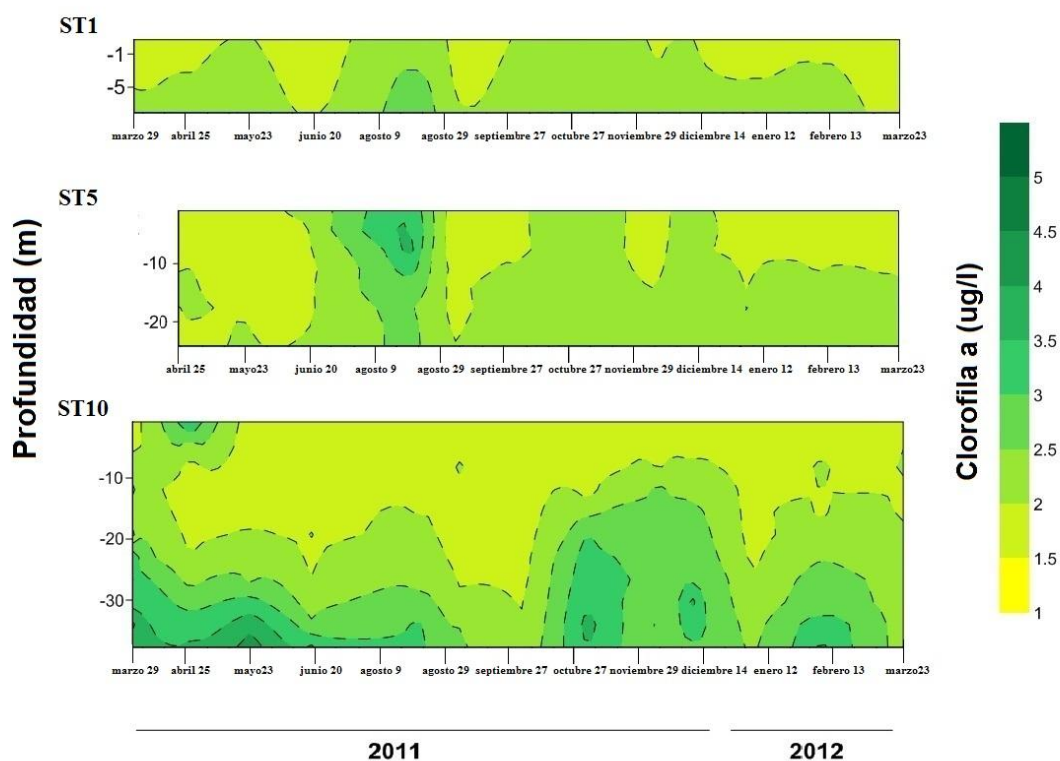 ST1
-1
-5
marzo 29 abril 25 mayo23 junio 20 agosto 9 agosto 29 septiembre 27 octubre 27 noviembre 29 diciembre 14 enero 12 febrero 13 marzo23
ST5
-10
-20
abril 25 mayo23 junio 20 agosto 9 agosto 29 septiembre 27 octubre 27 noviembre 29 diciembre 14 enero 12 febrero 13 marzo23
ST10
-10
-20
-30
marzo 29 abril 25 mayo23 junio 20 agosto 9 agosto 29 septiembre 27 octubre 27 noviembre 29 diciembre 14 enero 12 febrero 13 marzo23
2011 2012
Profundidad (m)
Clorofila a (ug/l)
5
4.5
4
3.5
3
2.5
2
1.5
1